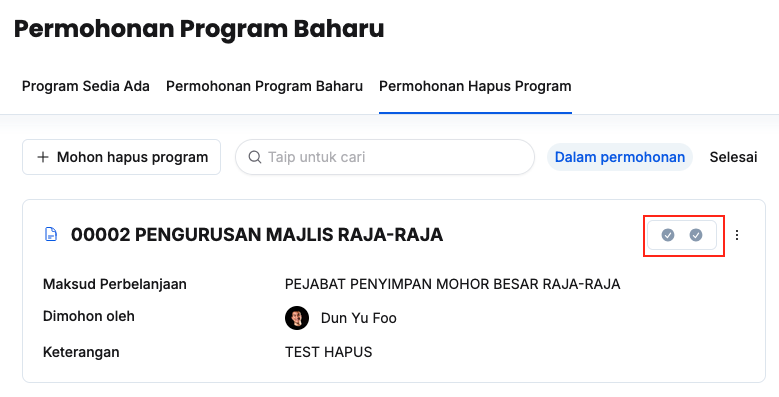 Permohonan Program Baharu
Program Sedia Ada Permohonan Program Baharu Permohonan Hapus Program
+ Mohon hapus program Taip untuk cari Dalam permohonan Selesai
00002 PENGURUSAN MAJLIS RAJA-RAJA
Maksud Perbelanjaan PEJABAT PENYIMPAN MOHOR BESAR RAJA-RAJA
Dimohon oleh Dun Yu Foo
Keterangan TEST HAPUS